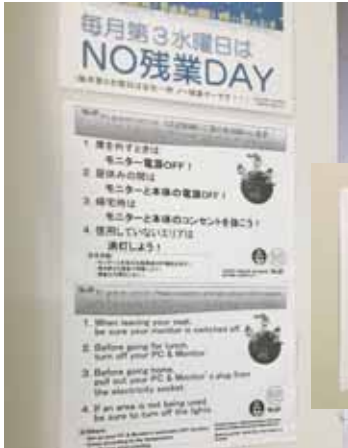 毎月第3水曜日は
NO残業DAY
1. 席を外すときは
モニター電源OFF!
2. 昼休みの間は
モニターと本体の電源OFF!
3. 帰宅時は
モニターと本体のコンセントを抜こう!
4. 使用していないエリアは
消灯しよう!
1. When leaving your seat,
be sure your monitor is switched off.
2. Before going for lunch,
turn off your PC & Monitor.
3. Before going home,
pull out your PC & Monitor's plug from
the electricity socket.
4. If an area is not being used,
be sure to turn off the lights.